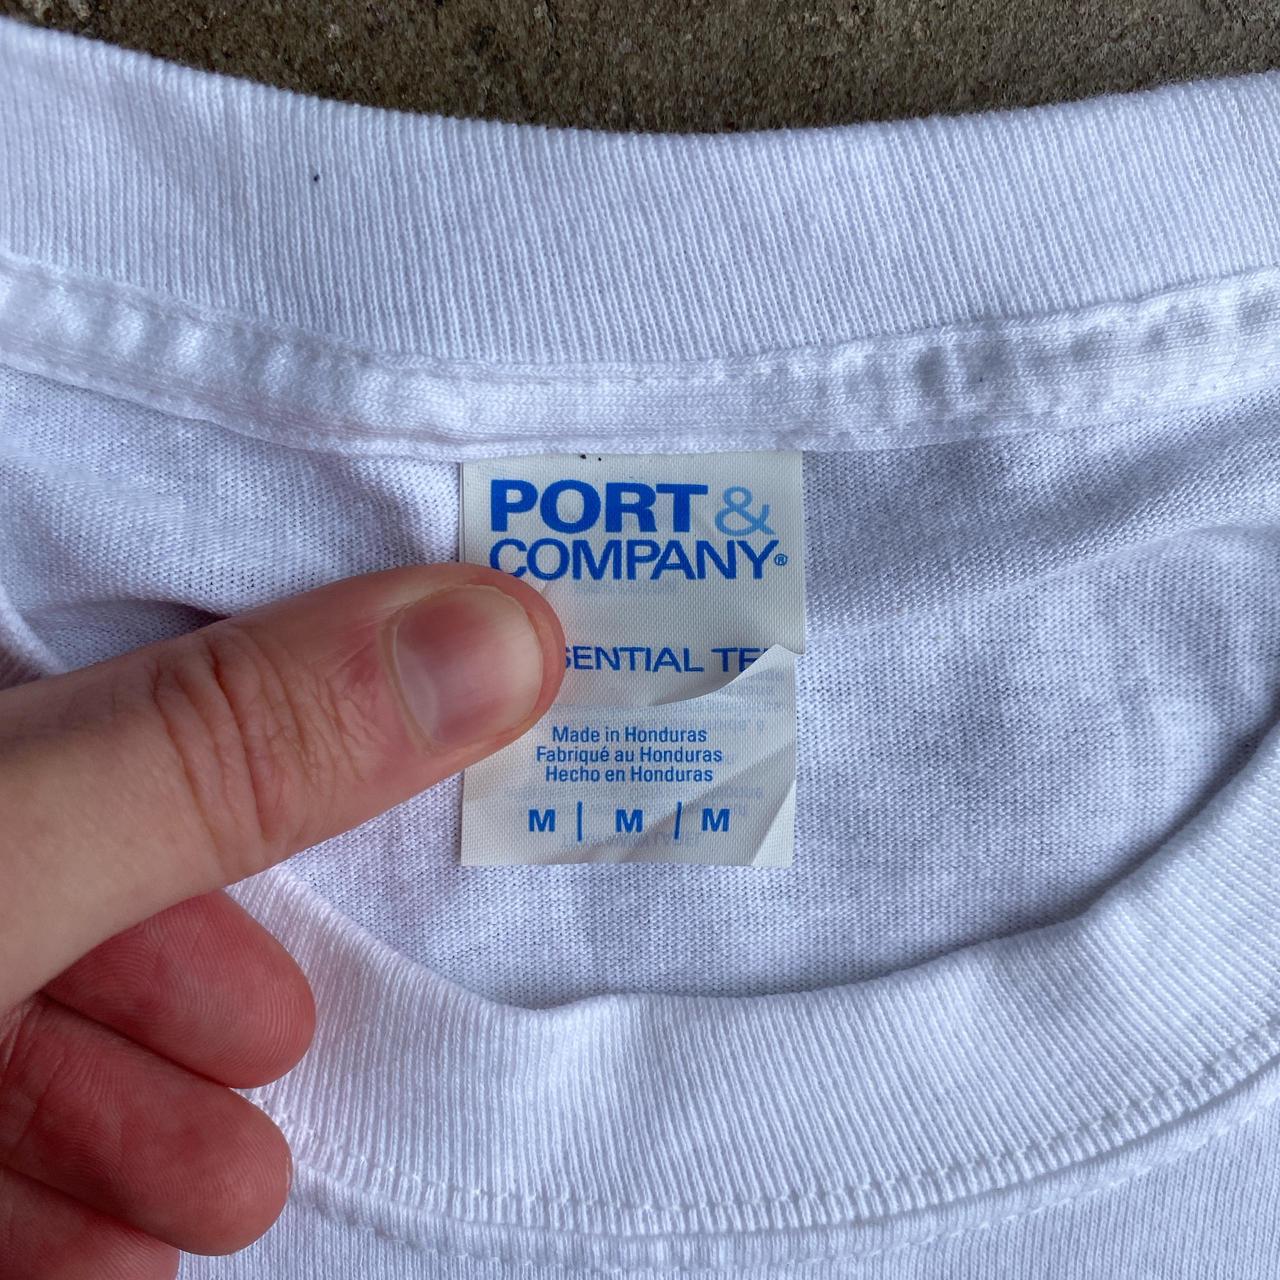 PORT &
COMPANY®
SENTIAL TE
Made in Honduras
Fabriqué au Honduras
Hecho en Honduras
M | M | M